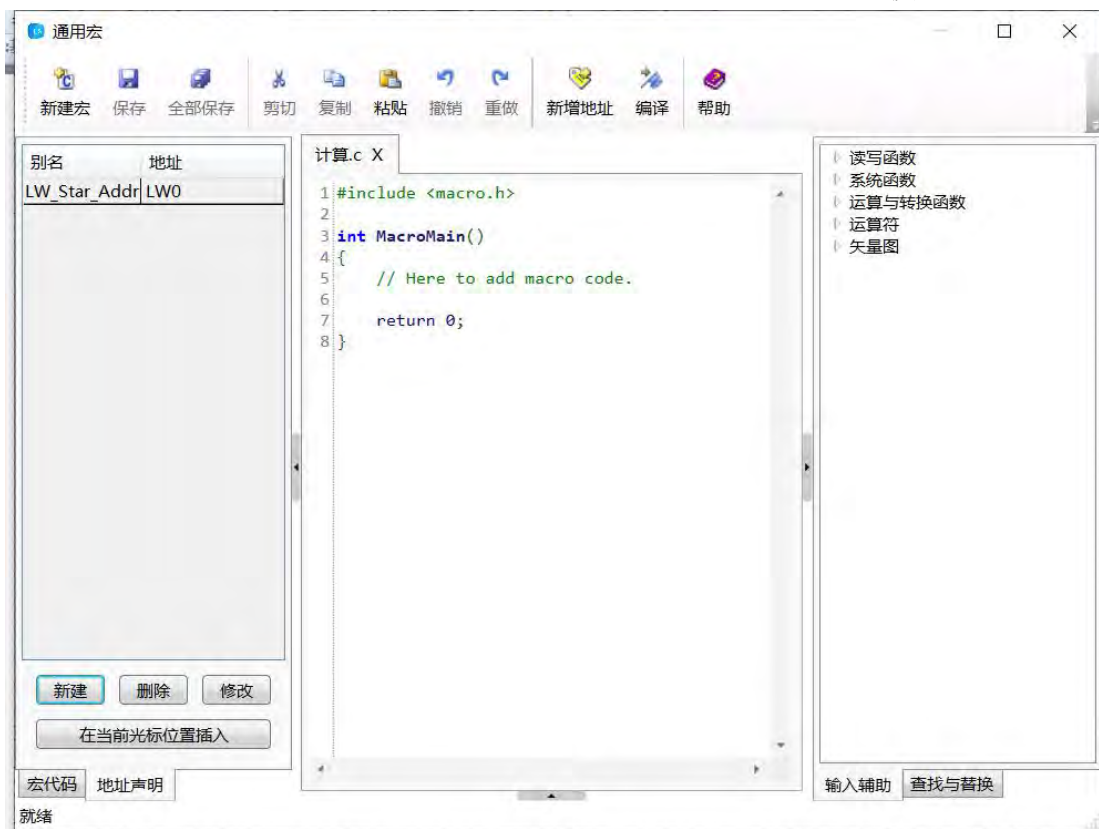 通用宏
新建宏 保存 全部保存 剪切 复制 粘贴 撤销 重做 新增地址 编译 帮助
别名 地址
LW_Star_Addr LW0
计算.c X
1 #include <macro.h>
2
3 int MacroMain()
4 {
5     // Here to add macro code.
6
7     return 0;
8 }
读写函数
系统函数
运算与转换函数
运算符
矢量图
新建 删除 修改
在当前光标位置插入
宏代码 地址声明
输入辅助 查找与替换
就绪